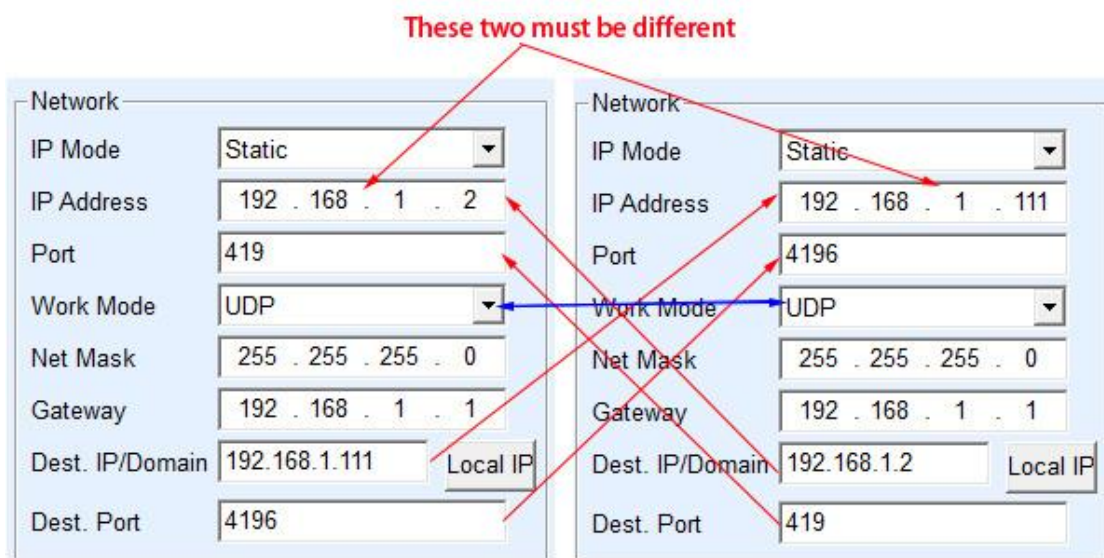 These two must be different
Network
IP Mode Static
IP Address 192 . 168 . 1 . 2
Port 419
Work Mode UDP
Net Mask 255 . 255 . 255 . 0
Gateway 192 . 168 . 1 . 1
Dest. IP/Domain 192.168.1.111 Local IP
Dest. Port 4196
Network
IP Mode Static
IP Address 192 . 168 . 1 . 111
Port 4196
Work Mode UDP
Net Mask 255 . 255 . 255 . 0
Gateway 192 . 168 . 1 . 1
Dest. IP/Domain 192.168.1.2 Local IP
Dest. Port 419